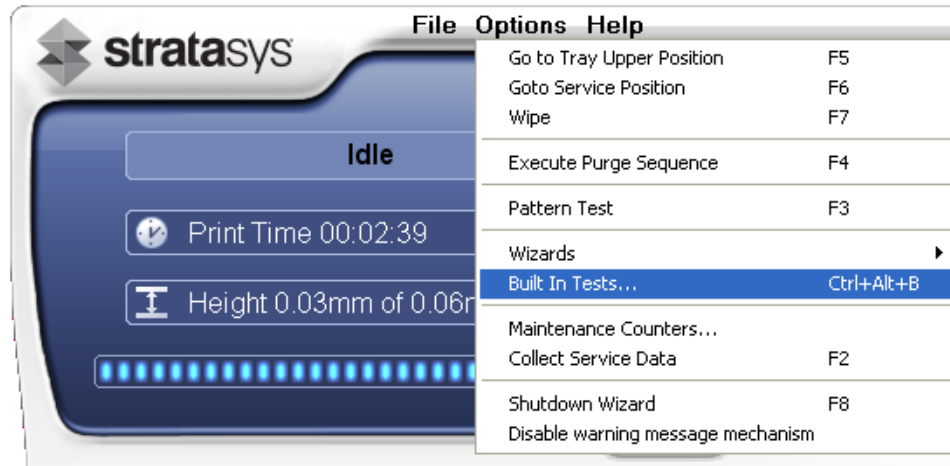 File Options Help
stratasys
Idle
Print Time 00:02:39
Height 0.03mm of 0.06
Go to Tray Upper Position F5
Goto Service Position F6
Wipe F7
Execute Purge Sequence F4
Pattern Test F3
Wizards
Built In Tests... Ctrl+Alt+B
Maintenance Counters...
Collect Service Data F2
Shutdown Wizard F8
Disable warning message mechanism